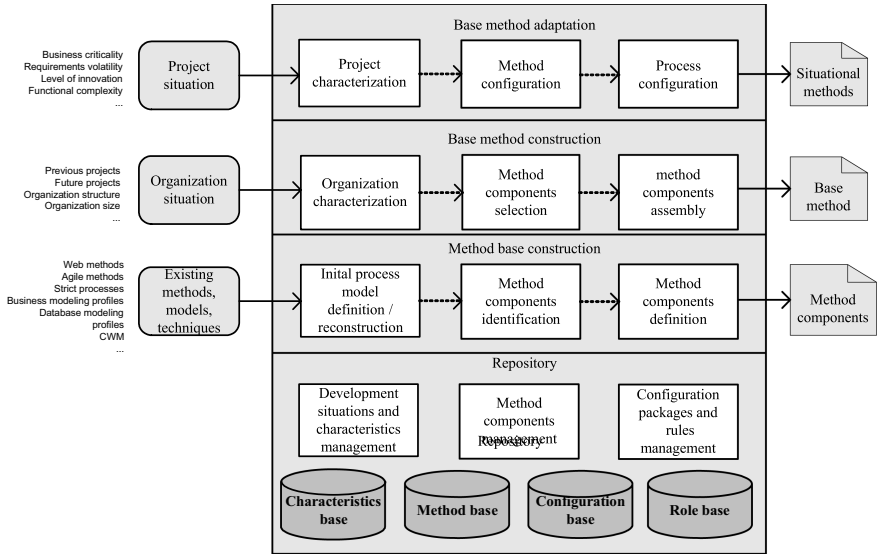 Base method adaptation
Business criticality
Requirements volatility
Level of innovation
Functional complexity
...
Project
situation
Project
characterization
Method
configuration
Process
configuration
Situational
methods
Base method construction
Previous projects
Future projects
Organization structure
Organization size
...
Organization
situation
Organization
characterization
Method
components
selection
method
components
assembly
Base
method
Method base construction
Web methods
Agile methods
Strict processes
Business modeling profiles
Database modeling
profiles
CWM
...
Existing
methods,
models,
techniques
Inital process
model
definition /
reconstruction
Method
components
identification
Method
components
definition
Method
components
Repository
Development
situations and
characteristics
management
Method
components
management
Repository
Configuration
packages and
rules
management
Characteristics
base
Method base
Configuration
base
Role base